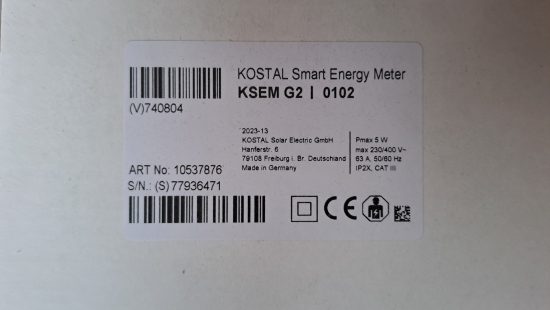 KOSTAL Smart Energy Meter
KSEM G2 | 0102
(V)740804
2023-13
KOSTAL Solar Electric GmbH
Hanferstr. 6
79108 Freiburg i. Br. Deutschland
Made in Germany
Pmax 5 W
max 230/400 V~
63 A, 50/60 Hz
IP2X, CAT III
ART No: 10537876
S/N.: (S)77936471
CE